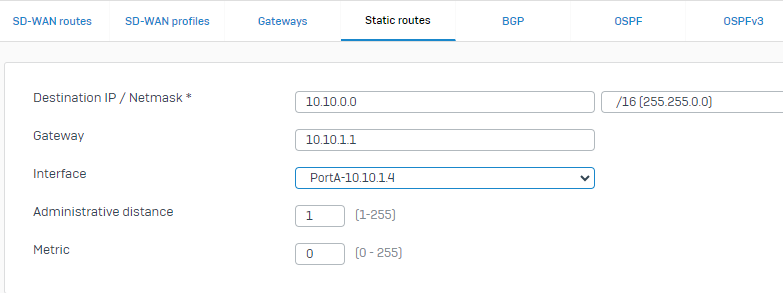 SD-WAN routes SD-WAN profiles Gateways Static routes BGP OSPF OSPFv3
Destination IP / Netmask * 10.10.0.0 /16 (255.255.0.0)
Gateway 10.10.1.1
Interface PortA-10.10.1.4
Administrative distance 1 (1-255)
Metric 0 (0 - 255)